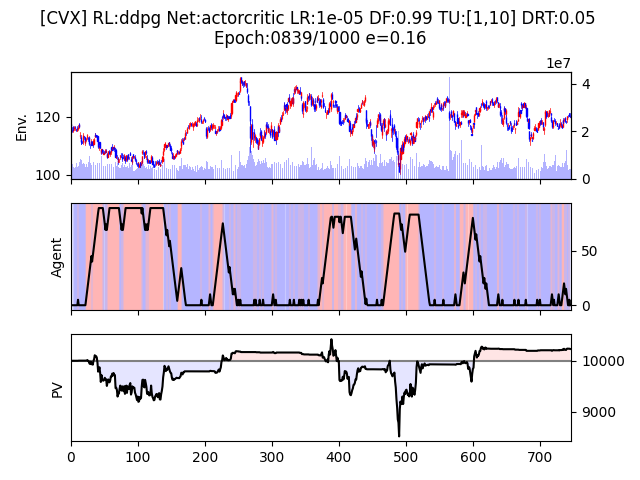 [CVX] RL:ddpg Net:actorcritic LR:1e-05 DF:0.99 TU:[1,10] DRT:0.05
Epoch:0839/1000 e=0.16
1e7
Env.
120
100
4
2
0
Agent
50
0
PV
10000
9000
0
100
200
300
400
500
600
700